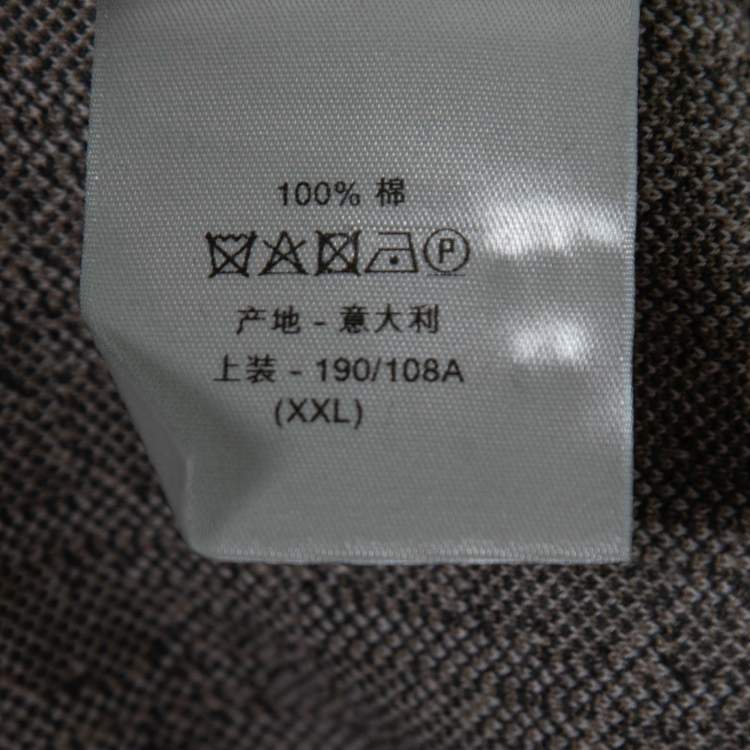 100% 棉
P
产地 - 意大利
上装 - 190/108A
(XXL)